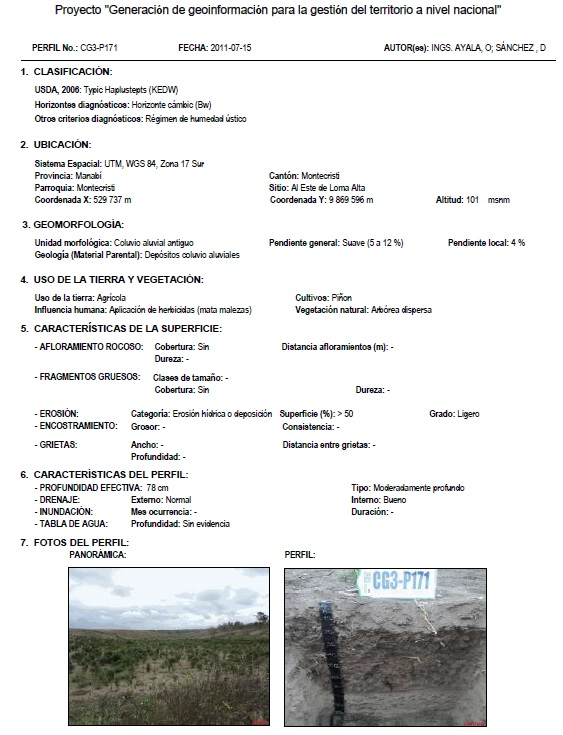 Proyecto "Generación de geoinformación para la gestión del territorio a nivel nacional"
PERFIL No.: CG3-P171 FECHA: 2011-07-15 AUTOR(es): INGS. AYALA, O; SÁNCHEZ , D
1. CLASIFICACIÓN:
USDA, 2006: Typic Haplustepts (KEDW)
Horizontes diagnósticos: Horizonte cámbic (Bw)
Otros criterios diagnósticos: Régimen de humedad ústico
2. UBICACIÓN:
Sistema Espacial: UTM, WGS 84, Zona 17 Sur
Provincia: Manabí Cantón: Montecristi
Parroquia: Montecristi Sitio: Al Este de Loma Alta
Coordenada X: 529 737 m Coordenada Y: 9 869 596 m Altitud: 101 msnm
3. GEOMORFOLOGÍA:
Unidad morfológica: Coluvio aluvial antiguo Pendiente general: Suave (5 a 12 %) Pendiente local: 4 %
Geología (Material Parental): Depósitos coluvio aluviales
4. USO DE LA TIERRA Y VEGETACIÓN:
Uso de la tierra: Agrícola Cultivos: Piñon
Influencia humana: Aplicación de herbicidas (mata malezas) Vegetación natural: Arbórea dispersa
5. CARACTERÍSTICAS DE LA SUPERFICIE:
- AFLORAMIENTO ROCOSO: Cobertura: Sin Distancia afloramientos (m): -
Dureza: -
- FRAGMENTOS GRUESOS: Clases de tamaño: -
Cobertura: Sin Dureza: -
- EROSIÓN: Categoría: Erosión hídrica o deposición Superficie (%): > 50 Grado: Ligero
- ENCOSTRAMIENTO: Grosor: - Consistencia: -
- GRIETAS: Ancho: - Distancia entre grietas: -
Profundidad: -
6. CARACTERÍSTICAS DEL PERFIL:
- PROFUNDIDAD EFECTIVA: 78 cm Tipo: Moderadamente profundo
- DRENAJE: Externo: Normal Interno: Bueno
- INUNDACIÓN: Mes ocurrencia: - Duración: -
- TABLA DE AGUA: Profundidad: Sin evidencia
7. FOTOS DEL PERFIL:
PANORÁMICA: PERFIL:
CG3-P171